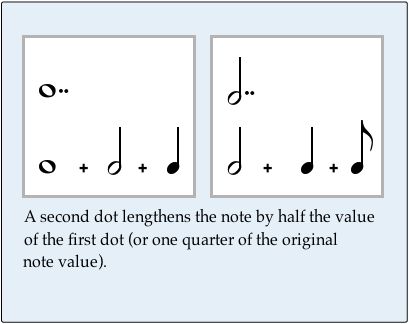 A second dot lengthens the note by half the value
of the first dot (or one quarter of the original
note value).